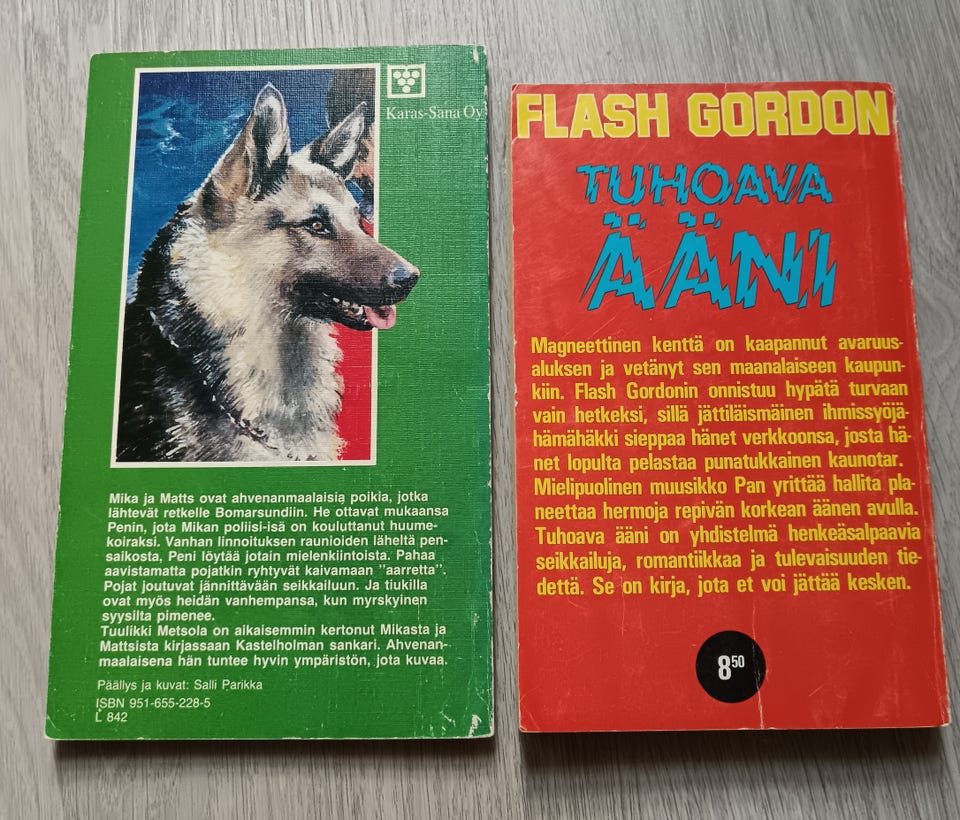 Karas-Sana Oy
Mika ja Matts ovat ahvenanmaalaisia poikia, jotka
lähtevät retkelle Bomarsundiin. He ottavat mukaansa
Penin, jota Mikan poliisi-isä on kouluttanut huume-
koiraksi. Vanhan linnoituksen raunioiden läheltä pen-
saikosta, Peni löytää jotain mielenkiintoista. Pahaa
aavistamatta pojatkin ryhtyvät kaivamaan "aarretta".
Pojat joutuvat jännittävään seikkailuun. Ja tiukilla
ovat myös heidän vanhempansa, kun myrskyinen
syysilta pimenee.
Tuulikki Metsola on aikaisemmin kertonut Mikasta ja
Mattsista kirjassaan Kastelholman sankari. Ahvenan-
maalaisena hän tuntee hyvin ympäristön, jota kuvaa.
Päällys ja kuvat: Salli Parikka
ISBN 951-655-228-5
L 842
FLASH GORDON
TUHOAVA
ÄÄNI
Magneettinen kenttä on kaapannut avaruus-
aluksen ja vetänyt sen maanalaiseen kaupun-
kiin. Flash Gordonin onnistuu hypätä turvaan
vain hetkeksi, sillä jättiläismäinen ihmissyöjä-
hämähäkki sieppaa hänet verkkoonsa, josta hä-
net lopulta pelastaa punatukkainen kaunotar.
Mielipuolinen muusikko Pan yrittää hallita pla-
neettaa hermoja repivän korkean äänen avulla.
Tuhoava ääni on yhdistelmä henkeäsalpaavia
seikkailuja, romantiikkaa ja tulevaisuuden tie-
dettä. Se on kirja, jota et voi jättää kesken.
850